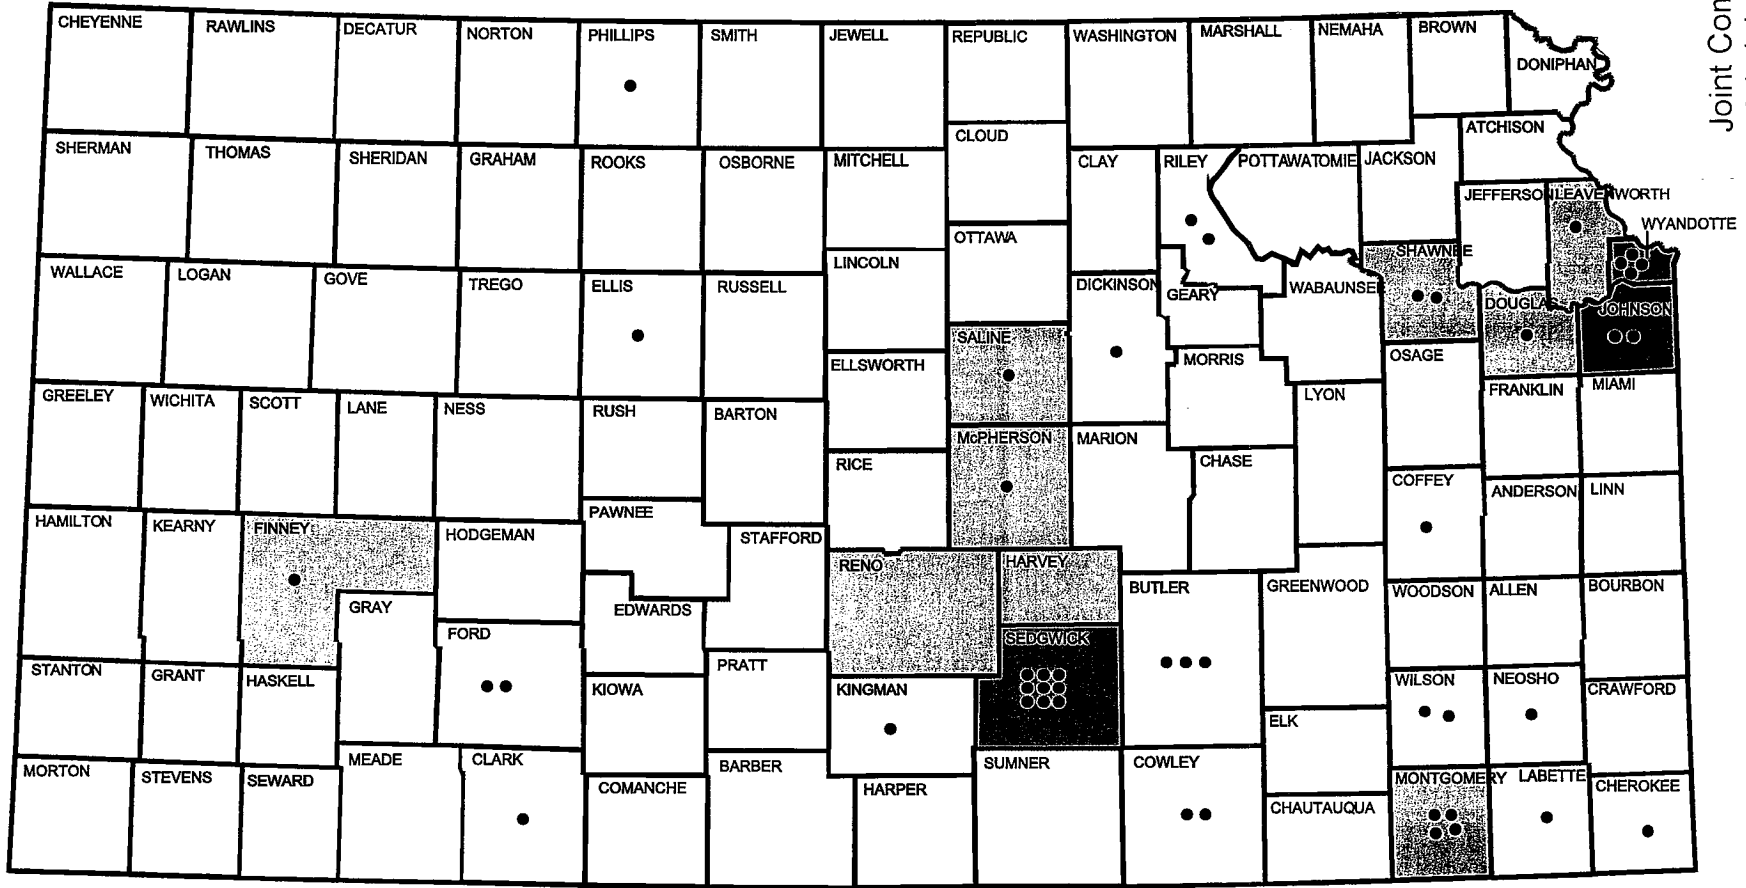 CHEYENNE
RAWLINS
DECATUR
NORTON
PHILLIPS
SMITH
JEWELL
REPUBLIC
WASHINGTON
MARSHALL
NEMAHA
BROWN
DONIPHAN
Joint Con
ATCHISON
CLOUD
SHERMAN
THOMAS
SHERIDAN
GRAHAM
ROOKS
OSBORNE
MITCHELL
CLAY
RILEY
POTTAWATOMIE
JACKSON
JEFFERSON
LEAVENWORTH
WYANDOTTE
OTTAWA
SHAWNEE
LINCOLN
WALLACE
LOGAN
GOVE
TREGO
ELLIS
RUSSELL
DICKINSON
GEARY
WABAUNSEE
DOUGLAS
JOHNSON
SALINE
ELLSWORTH
MORRIS
OSAGE
GREELEY
WICHITA
SCOTT
LANE
NESS
RUSH
BARTON
LYON
FRANKLIN
MIAMI
McPHERSON
MARION
RICE
CHASE
COFFEY
ANDERSON
LINN
HAMILTON
KEARNY
FINNEY
HODGEMAN
PAWNEE
STAFFORD
RENO
HARVEY
BUTLER
GREENWOOD
WOODSON
ALLEN
BOURBON
GRAY
EDWARDS
FORD
SEDGWICK
STANTON
GRANT
HASKELL
KIOWA
PRATT
KINGMAN
WILSON
NEOSHO
CRAWFORD
ELK
MORTON
STEVENS
SEWARD
MEADE
CLARK
COMANCHE
BARBER
HARPER
SUMNER
COWLEY
CHAUTAUQUA
MONTGOMERY
LABETTE
CHEROKEE